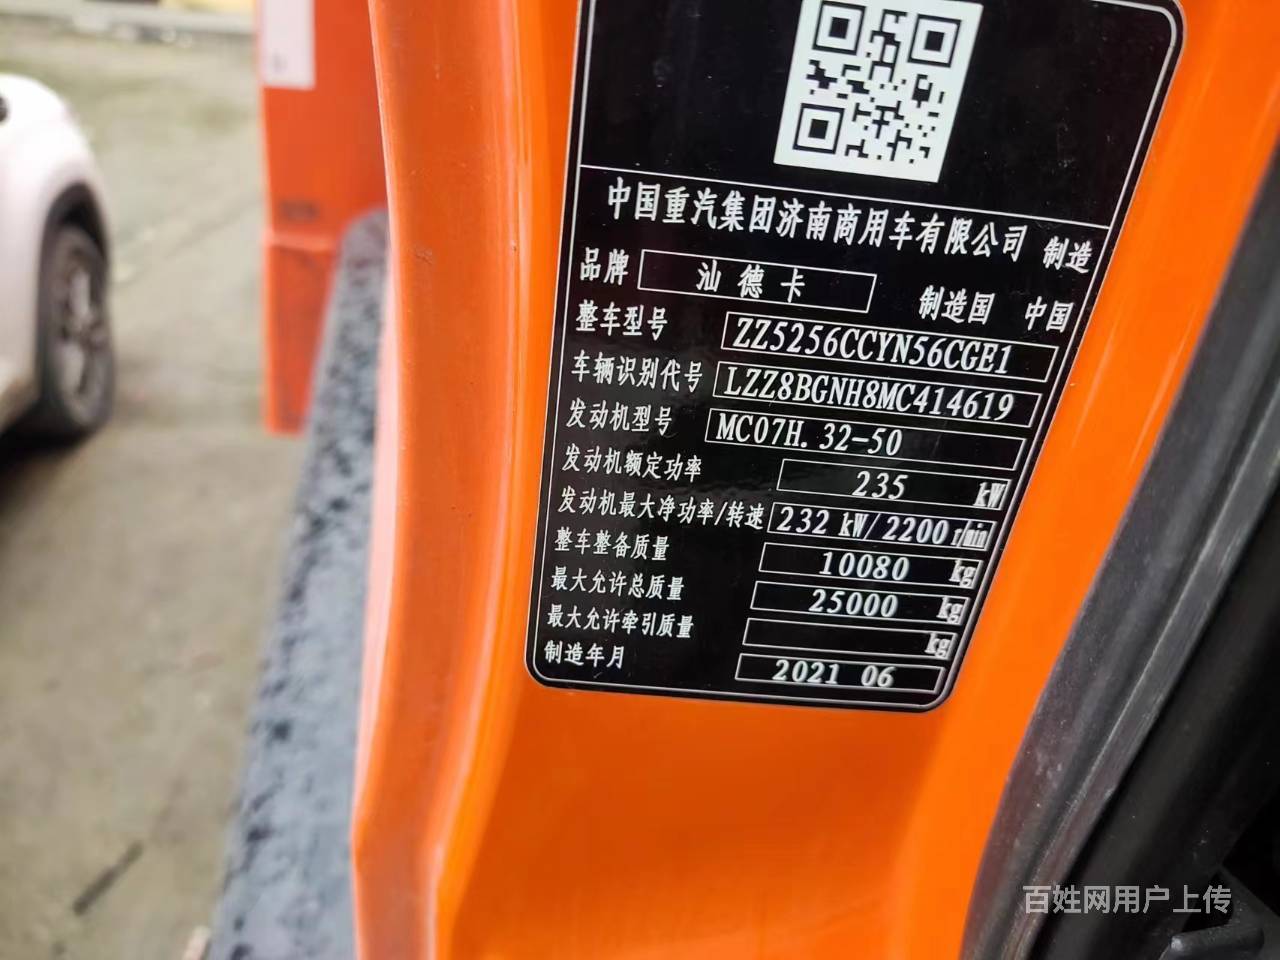 中国重汽集团济南商用车有限公司 制造
品牌 汕德卡 制造国 中国
整车型号 ZZ5256CCYN56CGE1
车辆识别代号 LZZ8BGNH8MC414619
发动机型号 MC07H.32-50
发动机额定功率 235 kW
发动机最大净功率/转速 232 kW/2200 r/min
整车整备质量 10080 kg
最大允许总质量 25000 kg
最大允许牵引质量 kg
制造年月 2021 06
百姓网用户上传